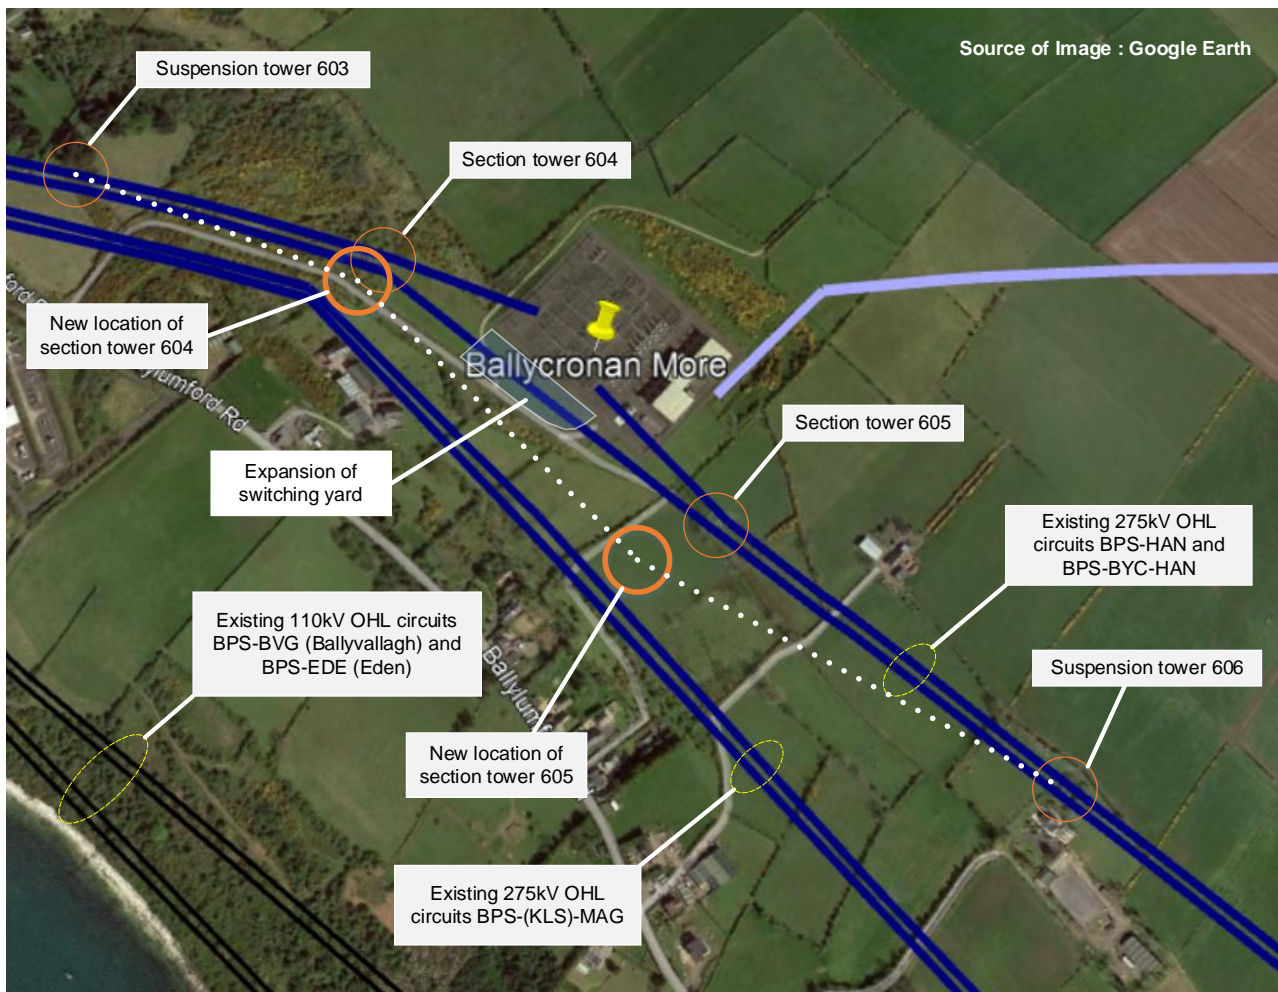 Source of Image : Google Earth
Suspension tower 603
Section tower 604
New location of
section tower 604
Ballycronan More
Section tower 605
Expansion of
switching yard
Existing 275kV OHL
circuits BPS-HAN and
BPS-BYC-HAN
Existing 110kV OHL circuits
BPS-BVG (Ballyvallagh) and
BPS-EDE (Eden)
Suspension tower 606
New location of
section tower 605
Existing 275kV OHL
circuits BPS-(KLS)-MAG